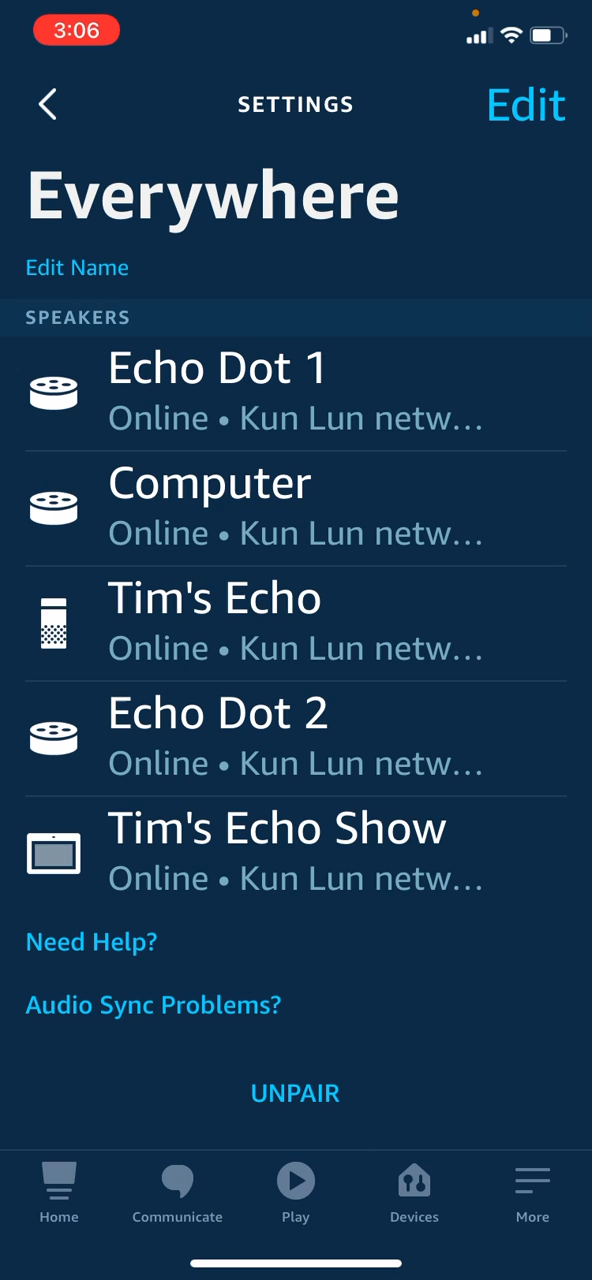 3:06
SETTINGS
Edit
Everywhere
Edit Name
SPEAKERS
Echo Dot 1
Online • Kun Lun netw...
Computer
Online • Kun Lun netw...
Tim's Echo
Online • Kun Lun netw...
Echo Dot 2
Online • Kun Lun netw...
Tim's Echo Show
Online • Kun Lun netw...
Need Help?
Audio Sync Problems?
UNPAIR
Home
Communicate
Play
Devices
More